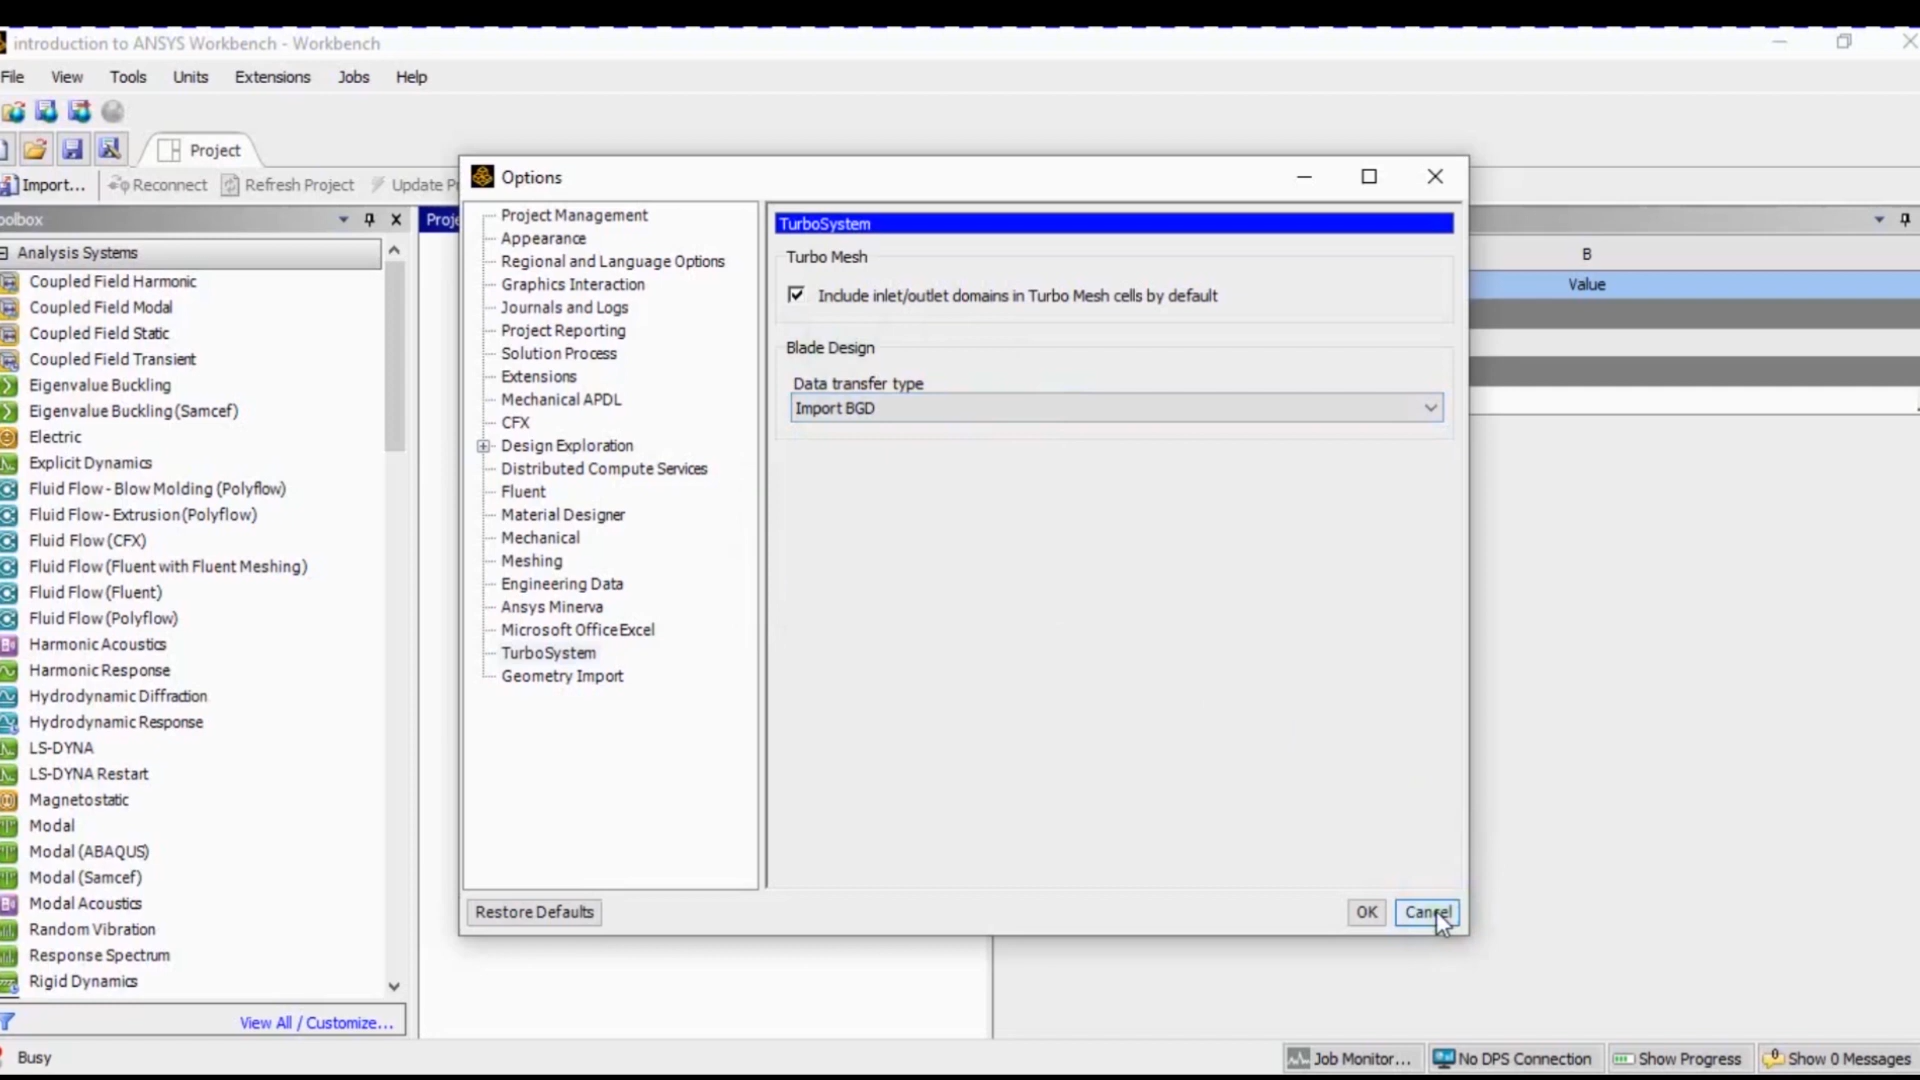 introduction to ANSYS Workbench - Workbench
File View Tools Units Extensions Jobs Help
Project
Import... Reconnect Refresh Project Update P
oolbox
Proje
Analysis Systems
Coupled Field Harmonic
Coupled Field Modal
Coupled Field Static
Coupled Field Transient
Eigenvalue Buckling
Eigenvalue Buckling (Samcef)
Electric
Explicit Dynamics
Fluid Flow - Blow Molding (Polyflow)
Fluid Flow - Extrusion (Polyflow)
Fluid Flow (CFX)
Fluid Flow (Fluent with Fluent Meshing)
Fluid Flow (Fluent)
Fluid Flow (Polyflow)
Harmonic Acoustics
Harmonic Response
Hydrodynamic Diffraction
Hydrodynamic Response
LS-DYNA
LS-DYNA Restart
Magnetostatic
Modal
Modal (ABAQUS)
Modal (Samcef)
Modal Acoustics
Random Vibration
Response Spectrum
Rigid Dynamics
View All / Customize...
Options
Project Management
Appearance
Regional and Language Options
Graphics Interaction
Journals and Logs
Project Reporting
Solution Process
Extensions
Mechanical APDL
CFX
Design Exploration
Distributed Compute Services
Fluent
Material Designer
Mechanical
Meshing
Engineering Data
Ansys Minerva
Microsoft Office Excel
TurboSystem
Geometry Import
TurboSystem
Turbo Mesh
Include inlet/outlet domains in Turbo Mesh cells by default
Blade Design
Data transfer type
Import BGD
Restore Defaults
OK
Cancel
B
Value
Busy
Job Monitor...
No DPS Connection
Show Progress
Show 0 Messages